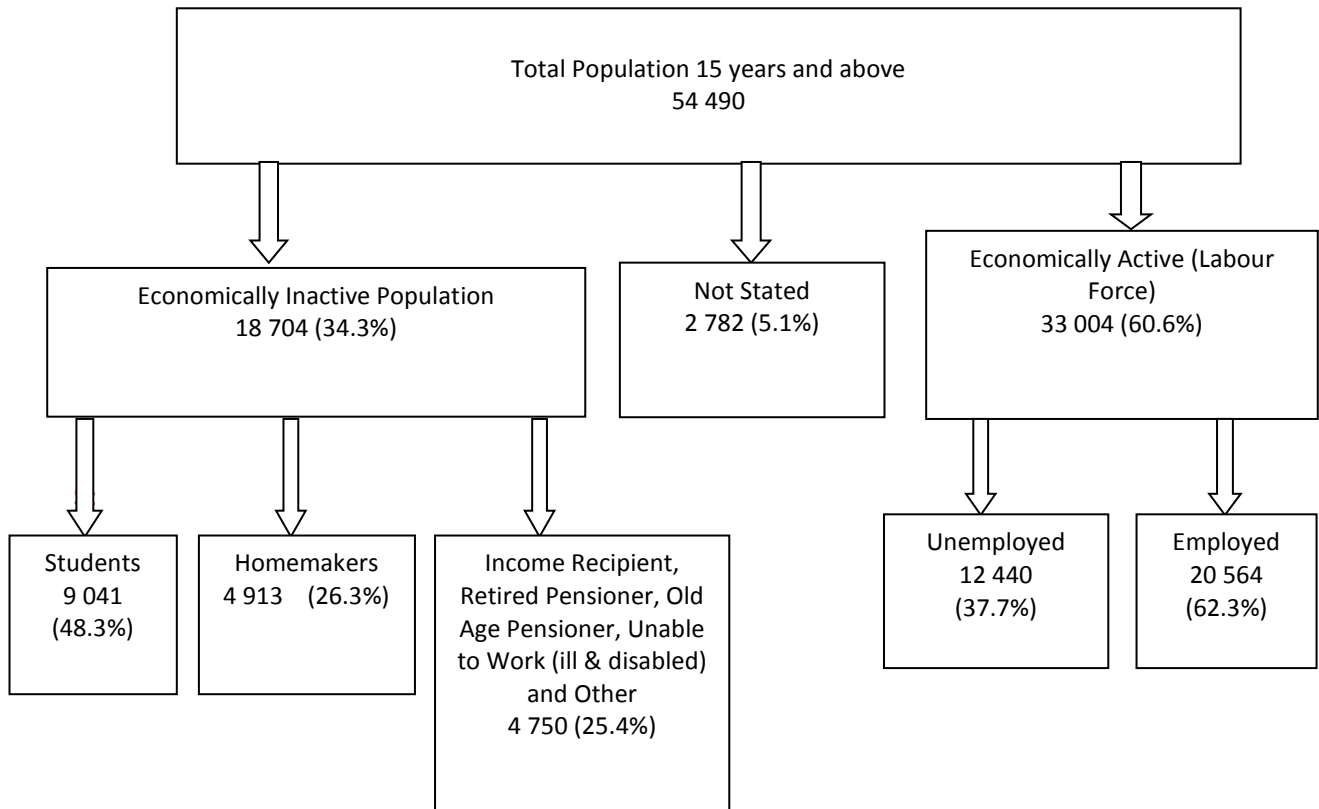 Total Population 15 years and above
54 490
Economically Inactive Population
18 704 (34.3%)
Not Stated
2 782 (5.1%)
Economically Active (Labour
Force)
33 004 (60.6%)
Students
9 041
(48.3%)
Homemakers
4 913 (26.3%)
Income Recipient,
Retired Pensioner, Old
Age Pensioner, Unable
to Work (ill & disabled)
and Other
4 750 (25.4%)
Unemployed
12 440
(37.7%)
Employed
20 564
(62.3%)